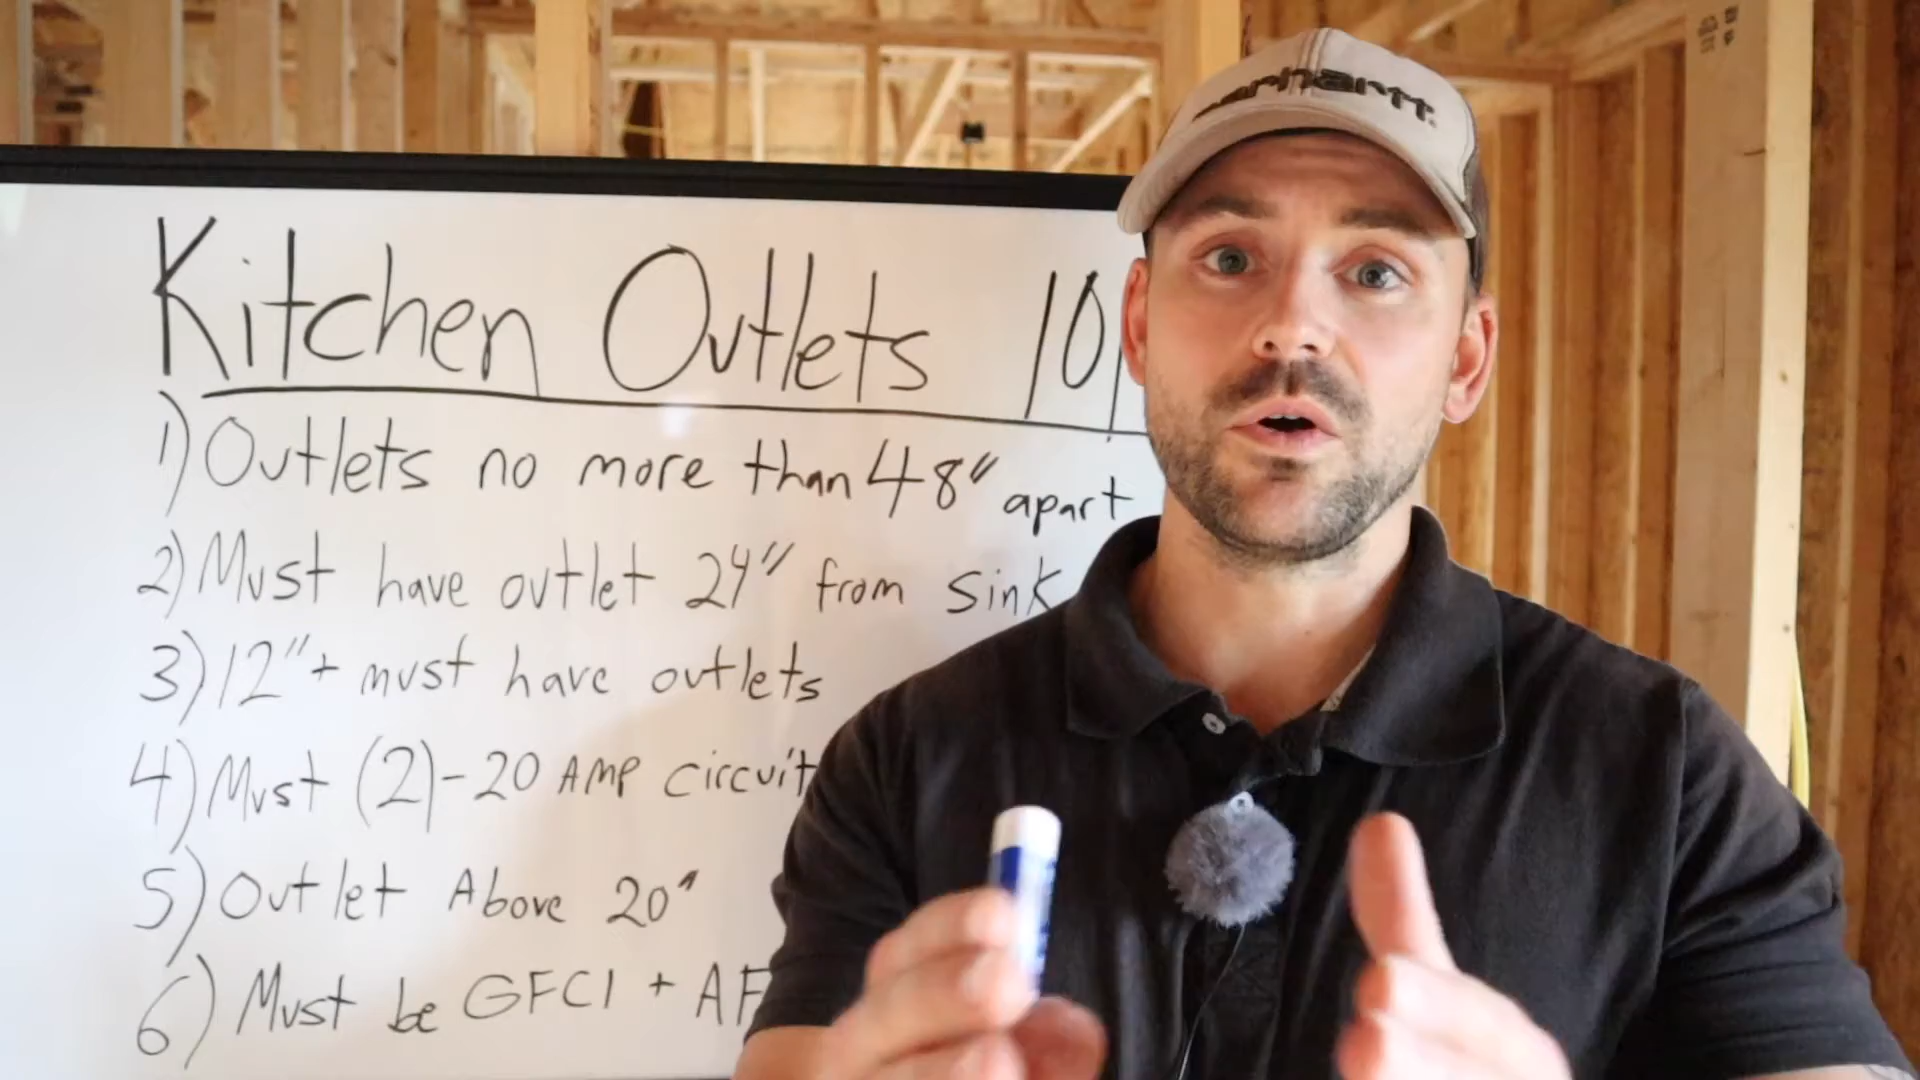 carhartt.
Kitchen Outlets 101
1) Outlets no more than 48" apart
2) Must have outlet 24" from sink
3) 12"+ must have outlets
4) Must (2)-20 AMP circuit
5) Outlet Above 20"
6) Must be GFCI + AF